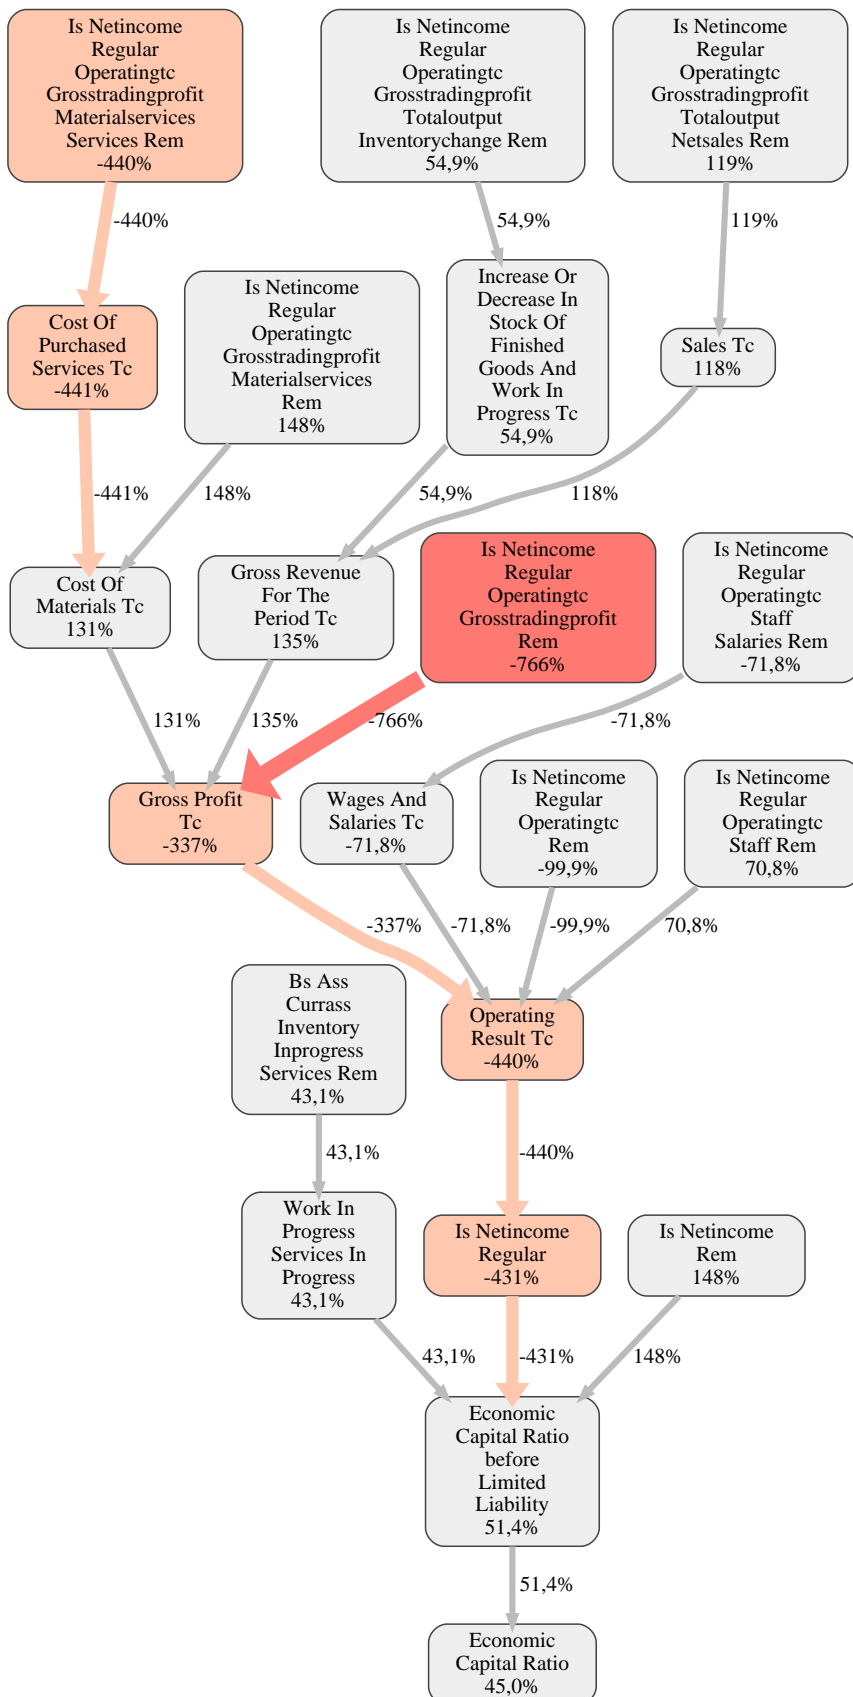 Is Netincome
Regular
Operatingtc
Grosstradingprofit
Materialservices
Services Rem
-440%
Is Netincome
Regular
Operatingtc
Grosstradingprofit
Totaloutput
Inventorychange Rem
54,9%
Is Netincome
Regular
Operatingtc
Grosstradingprofit
Totaloutput
Netsales Rem
119%
-440%
54,9%
119%
Cost Of
Purchased
Services Tc
-441%
Is Netincome
Regular
Operatingtc
Grosstradingprofit
Materialservices
Rem
148%
Increase Or
Decrease In
Stock Of
Finished
Goods And
Work In
Progress Tc
54,9%
Sales Tc
118%
-441%
148%
54,9%
118%
Cost Of
Materials Tc
131%
Gross Revenue
For The
Period Tc
135%
Is Netincome
Regular
Operatingtc
Grosstradingprofit
Rem
-766%
Is Netincome
Regular
Operatingtc
Staff
Salaries Rem
-71,8%
131%
135%
-766%
-71,8%
Gross Profit
Tc
-337%
Wages And
Salaries Tc
-71,8%
Is Netincome
Regular
Operatingtc
Rem
-99,9%
Is Netincome
Regular
Operatingtc
Staff Rem
70,8%
-337%
-71,8%
-99,9%
70,8%
Bs Ass
Currass
Inventory
Inprogress
Services Rem
43,1%
Operating
Result Tc
-440%
43,1%
-440%
Work In
Progress
Services In
Progress
43,1%
Is Netincome
Regular
-431%
Is Netincome
Rem
148%
43,1%
-431%
148%
Economic
Capital Ratio
before
Limited
Liability
51,4%
51,4%
Economic
Capital Ratio
45,0%